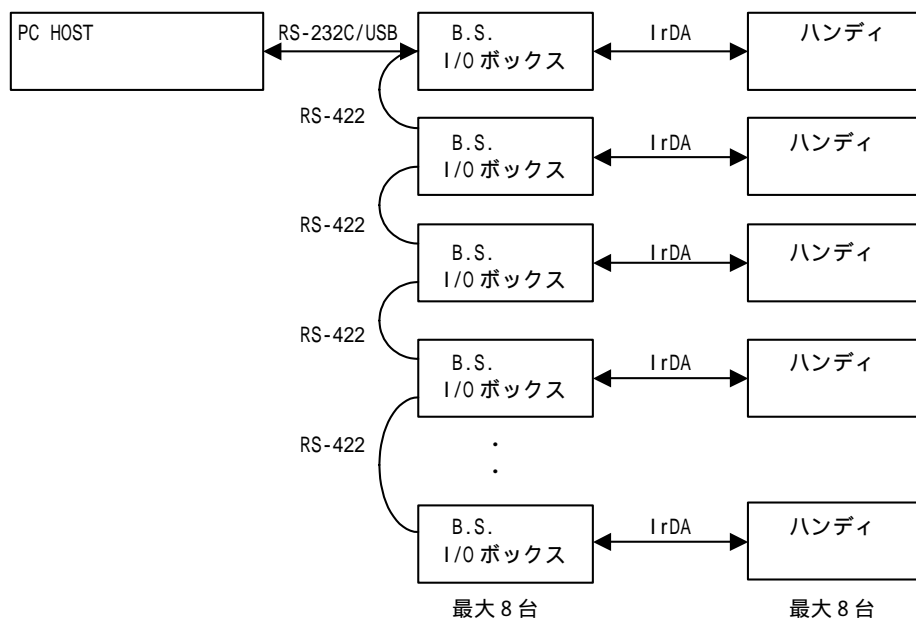 PC HOST
RS-232C/USB
B.S.
I/O ボックス
IrDA
ハンディ
RS-422
B.S.
I/O ボックス
IrDA
ハンディ
RS-422
B.S.
I/O ボックス
IrDA
ハンディ
RS-422
B.S.
I/O ボックス
IrDA
ハンディ
RS-422
・
・
B.S.
I/O ボックス
IrDA
ハンディ
最大 8 台
最大 8 台